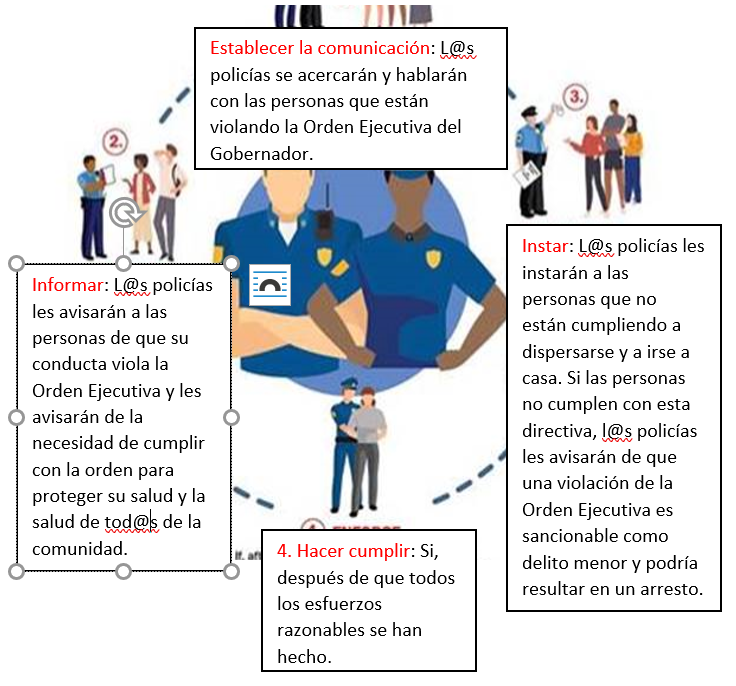 Establecer la comunicación: L@s
policías se acercarán y hablarán
con las personas que están
violando la Orden Ejecutiva del
Gobernador.
2.
Informar: L@s policías
les avisarán a las
personas de que su
conducta viola la
Orden Ejecutiva y les
avisarán de la
necesidad de cumplir
con la orden para
proteger su salud y la
salud de tod@s de la
comunidad.
3.
Instar: L@s policías les
instarán a las
personas que no
están cumpliendo a
dispersarse y a irse a
casa. Si las personas
no cumplen con esta
directiva, l@s policías
les avisarán de que
una violación de la
Orden Ejecutiva es
sancionable como
delito menor y podría
resultar en un arresto.
4. Hacer cumplir: Si,
después de que todos
los esfuerzos
razonables se han
hecho.